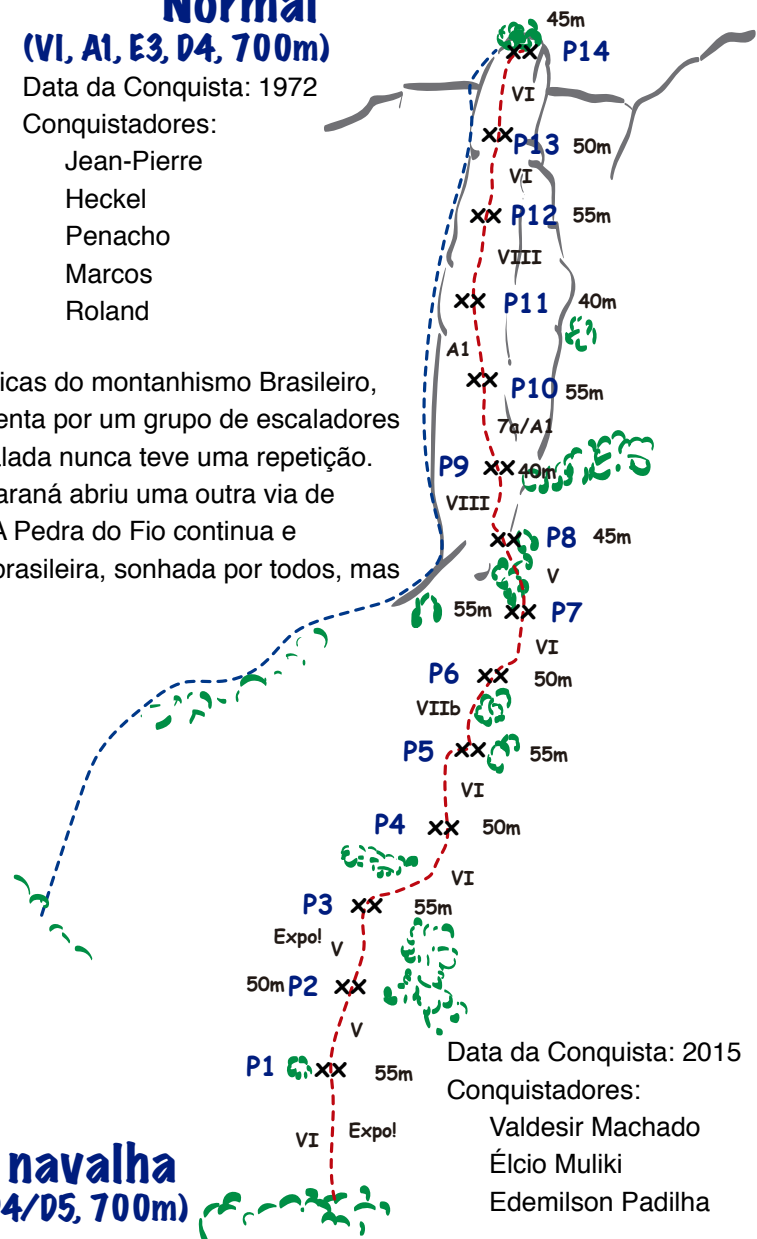 Normal
(VI, A1, E3, D4, 700m)
Data da Conquista: 1972
Conquistadores:
Jean-Pierre
Heckel
Penacho
Marcos
Roland
icas do montanhismo Brasileiro,
enta por um grupo de escaladores
alada nunca teve uma repetição.
araná abriu uma outra via de
A Pedra do Fio continua e
brasileira, sonhada por todos, mas
45m
P14
VI
P13 50m
VI
P12 55m
VIII
P11 40m
A1
P10 55m
7a/A1
P9 40m
VIII
P8 45m
V
55m P7
VI
P6 50m
VIIb
P5 55m
VI
P4 50m
VI
P3 55m
Expo! V
50m P2
V
P1 55m
VI Expo!
navalha
04/D5, 700m)
Data da Conquista: 2015
Conquistadores:
Valdesir Machado
Élcio Muliki
Edemilson Padilha